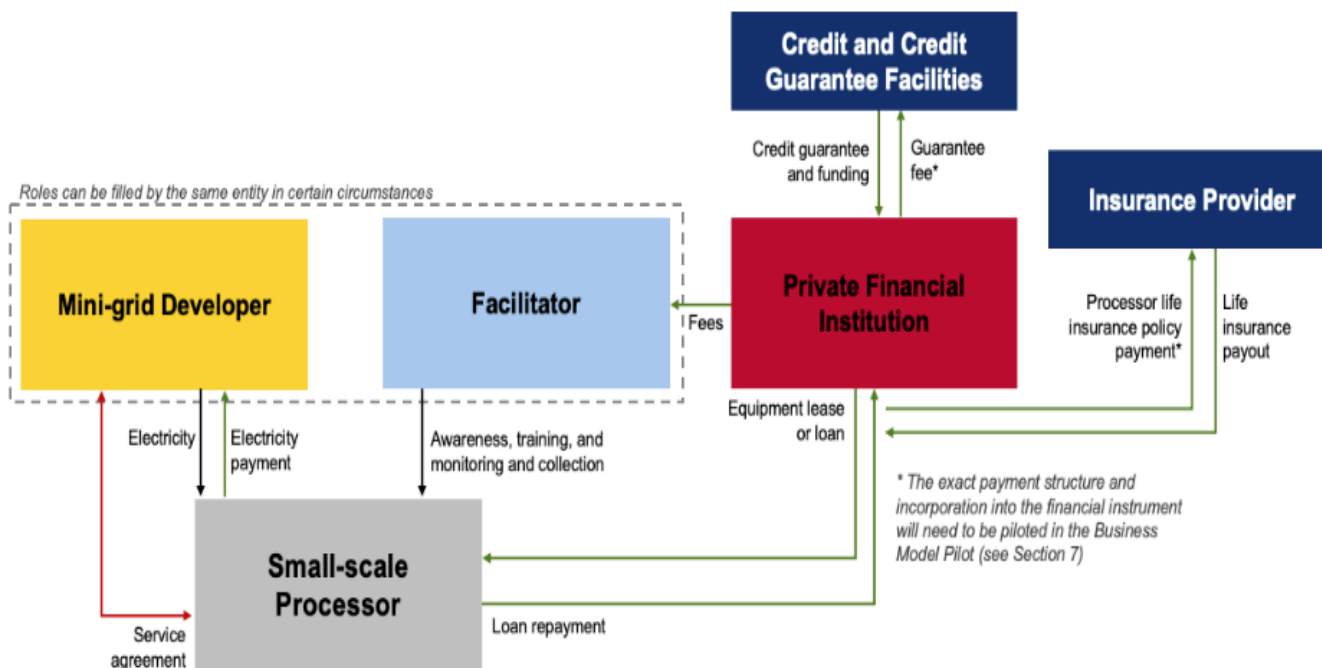 Credit and Credit
Guarantee Facilities
Credit guarantee
and funding
Guarantee
fee*
Insurance Provider
Roles can be filled by the same entity in certain circumstances
Mini-grid Developer
Facilitator
Private Financial
Institution
Fees
Processor life
insurance policy
payment*
Life
insurance
payout
Equipment lease
or loan
Electricity
Electricity
payment
Awareness, training, and
monitoring and collection
* The exact payment structure and
incorporation into the financial instrument
will need to be piloted in the Business
Model Pilot (see Section 7)
Small-scale
Processor
Service
agreement
Loan repayment